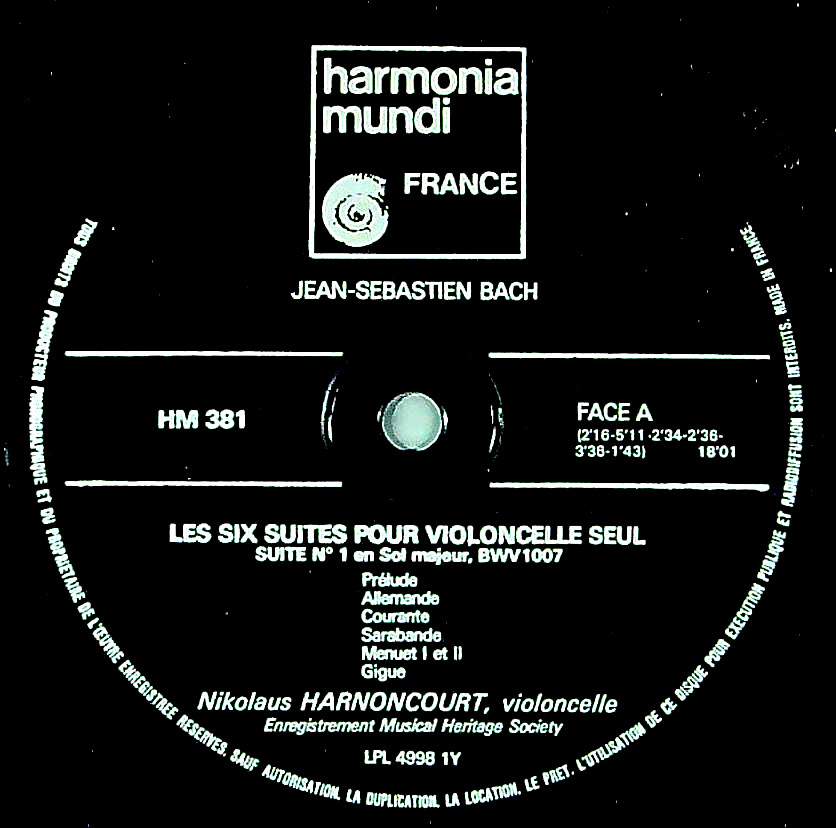 harmonia
mundi
FRANCE
JEAN-SEBASTIEN BACH
HM 381
FACE A
(2'16-5'11-2'34-2'36-
3'36-1'43) 18'01
LES SIX SUITES POUR VIOLONCELLE SEUL
SUITE N° 1 en Sol majeur, BWV1007
Prélude
Allemande
Courante
Sarabande
Menuet I et II
Gigue
Nikolaus HARNONCOURT, violoncelle
Enregistrement Musical Heritage Society
LPL 4998 1Y
TOUS DROITS DU PRODUCTEUR PHONOGRAPHIQUE ET DU PROPRIETAIRE DE L'ŒUVRE ENREGISTREE RESERVES. SAUF AUTORISATION, LA DUPLICATION, LA LOCATION, LE PRET, L'UTILISATION DE CE DISQUE POUR EXECUTION PUBLIQUE ET RADIODIFFUSION SONT INTERDITS. MADE IN FRANCE.